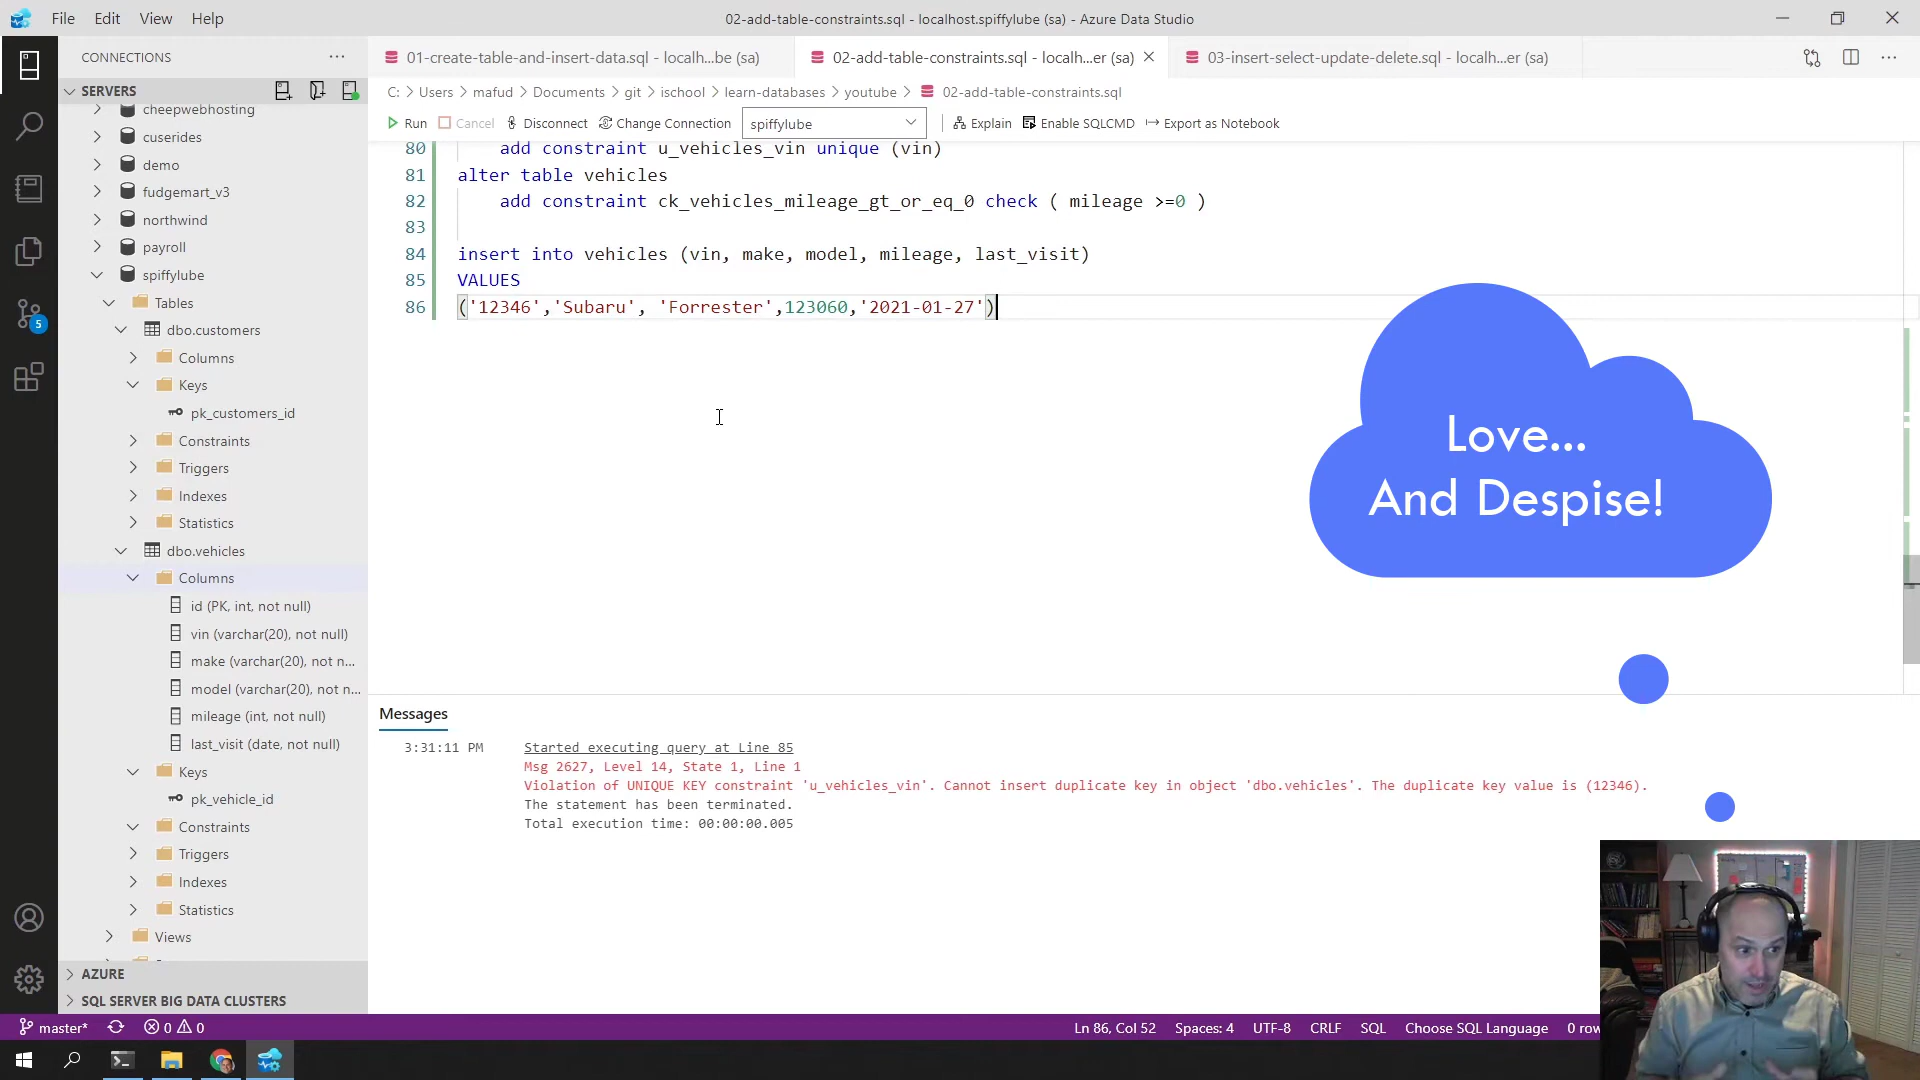 File Edit View Help
02-add-table-constraints.sql - localhost.spiffylube (sa) - Azure Data Studio
CONNECTIONS
01-create-table-and-insert-data.sql - localh...be (sa)
02-add-table-constraints.sql - localh...er (sa)
03-insert-select-update-delete.sql - localh...er (sa)
SERVERS
C: > Users > mafud > Documents > git > ischool > learn-databases > youtube > 02-add-table-constraints.sql
Run Cancel Disconnect Change Connection spiffylube Explain Enable SQLCMD Export as Notebook
cheepwebhosting
cuserides
demo
fudgemart_v3
northwind
payroll
spiffylube
Tables
dbo.customers
Columns
Keys
pk_customers_id
Constraints
Triggers
Indexes
Statistics
dbo.vehicles
Columns
id (PK, int, not null)
vin (varchar(20), not null)
make (varchar(20), not n...
model (varchar(20), not n...
mileage (int, not null)
last_visit (date, not null)
Keys
pk_vehicle_id
Constraints
Triggers
Indexes
Statistics
Views
AZURE
SQL SERVER BIG DATA CLUSTERS
5
80 add constraint u_vehicles_vin unique (vin)
81 alter table vehicles
82 add constraint ck_vehicles_mileage_gt_or_eq_0 check ( mileage >=0 )
83
84 insert into vehicles (vin, make, model, mileage, last_visit)
85 VALUES
86 ('12346','Subaru', 'Forrester',123060,'2021-01-27')
Love...
And Despise!
Messages
3:31:11 PM Started executing query at Line 85
Msg 2627, Level 14, State 1, Line 1
Violation of UNIQUE KEY constraint 'u_vehicles_vin'. Cannot insert duplicate key in object 'dbo.vehicles'. The duplicate key value is (12346).
The statement has been terminated.
Total execution time: 00:00:00.005
master* 0 0 Ln 86, Col 52 Spaces: 4 UTF-8 CRLF SQL Choose SQL Language 0 row